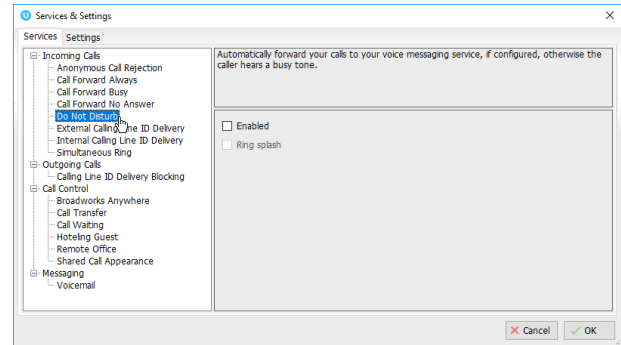 Services & Settings
Services Settings
Incoming Calls
Anonymous Call Rejection
Call Forward Always
Call Forward Busy
Call Forward No Answer
Do Not Disturb
External Calling ne ID Delivery
Internal Calling Line ID Delivery
Simultaneous Ring
Outgoing Calls
Calling Line ID Delivery Blocking
Call Control
Broadworks Anywhere
Call Transfer
Call Waiting
Hoteling Guest
Remote Office
Shared Call Appearance
Messaging
Voicemail
Automatically forward your calls to your voice messaging service, if configured, otherwise the
caller hears a busy tone.
Enabled
Ring splash
Cancel OK